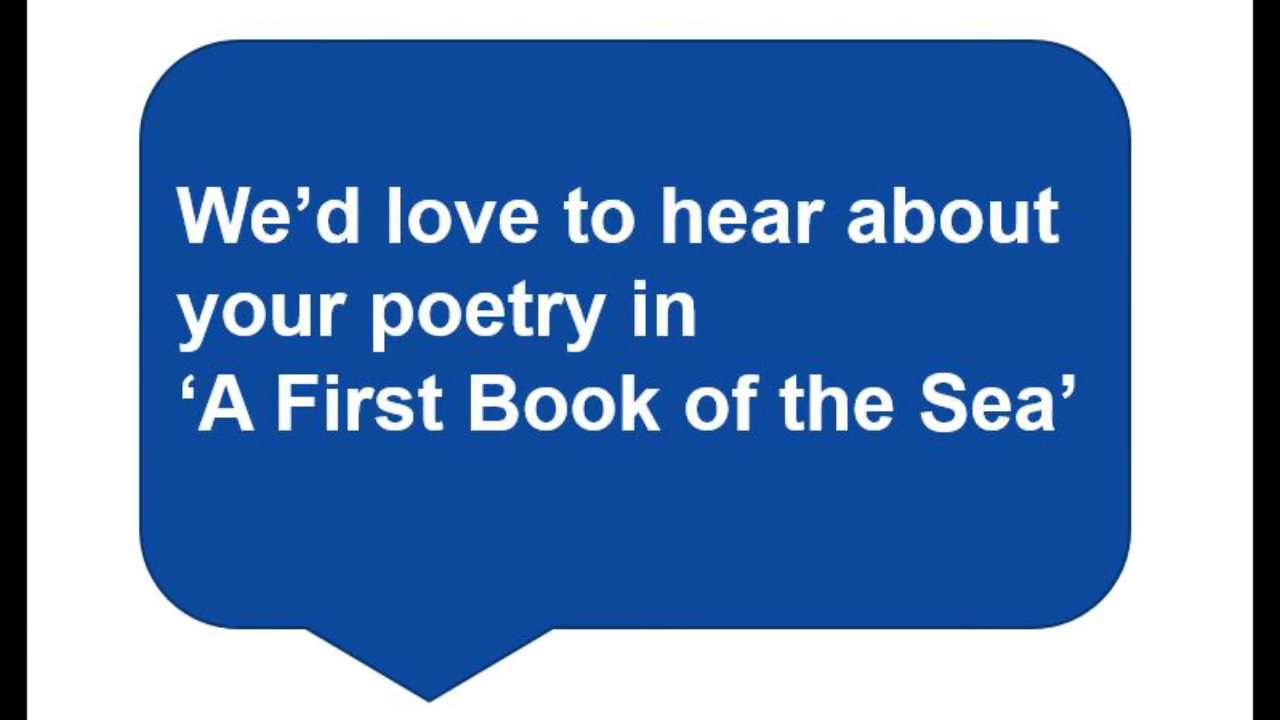 We’d love to hear about
your poetry in
‘A First Book of the Sea’